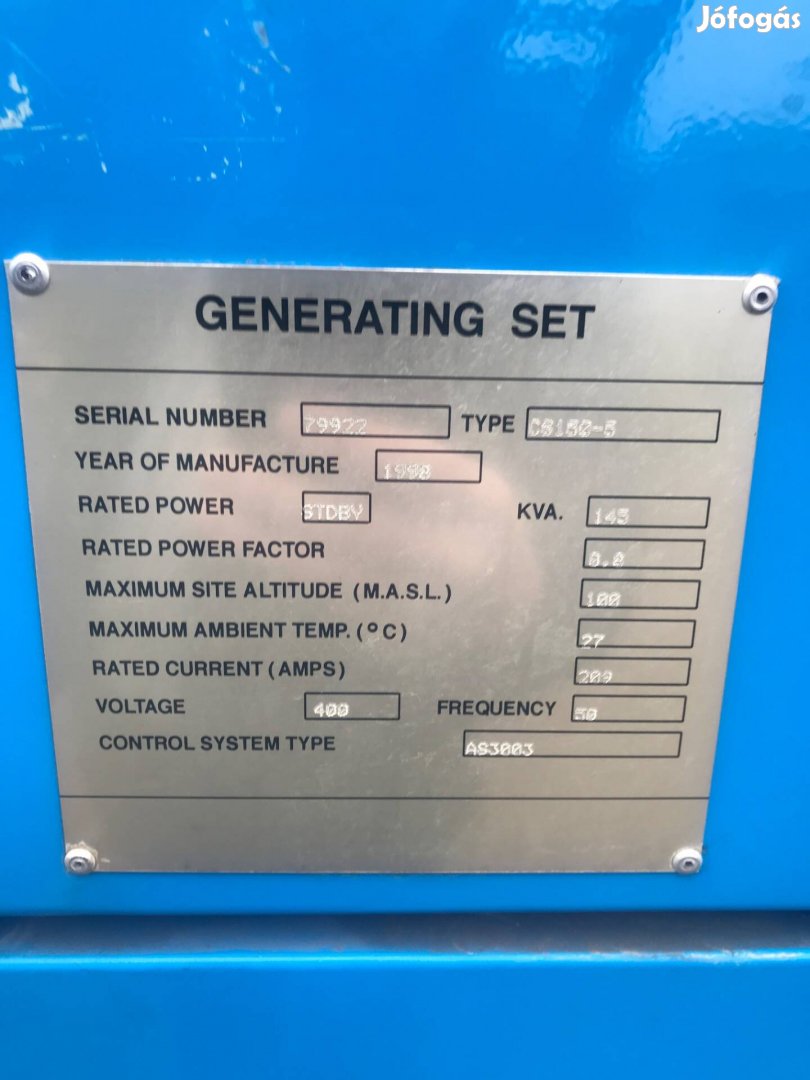 Jófogás
GENERATING SET
SERIAL NUMBER 79922 TYPE CS150-5
YEAR OF MANUFACTURE 1998
RATED POWER STDBY KVA. 145
RATED POWER FACTOR 0.8
MAXIMUM SITE ALTITUDE (M.A.S.L.) 100
MAXIMUM AMBIENT TEMP. (°C) 27
RATED CURRENT (AMPS) 209
VOLTAGE 400 FREQUENCY 50
CONTROL SYSTEM TYPE AS3003